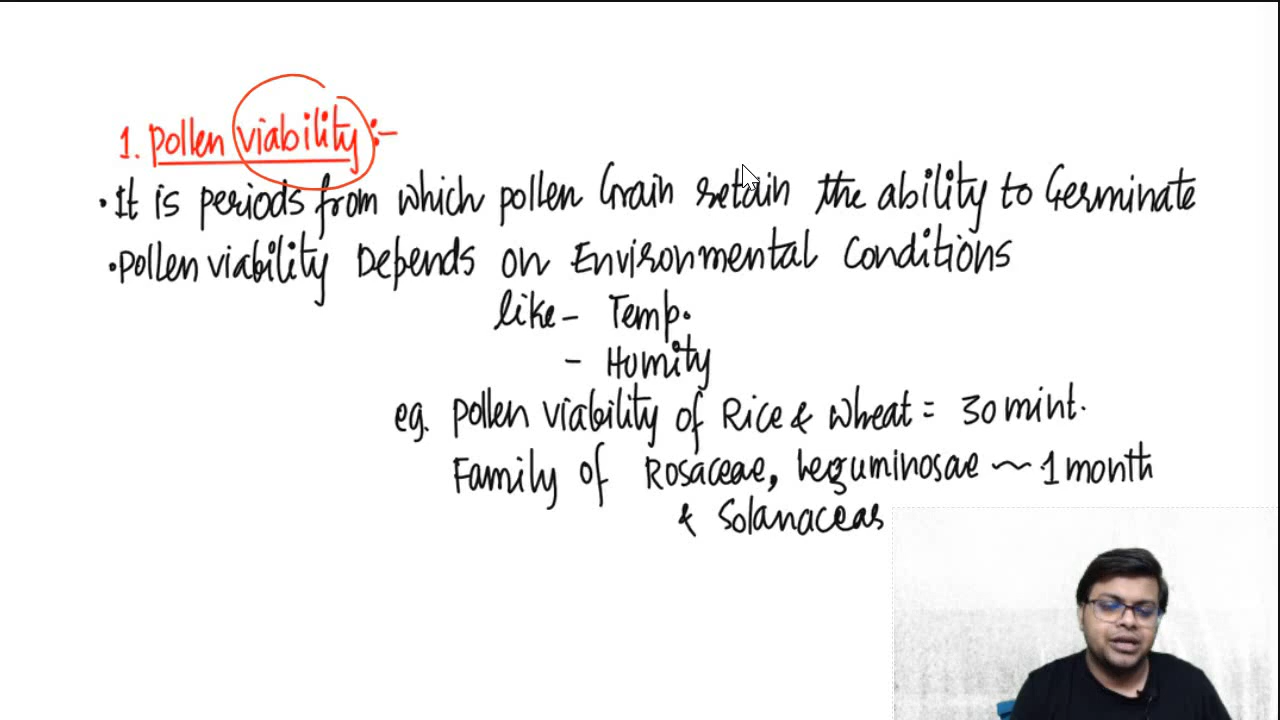 1. Pollen viability :-
• It is periods from which pollen Grain retain the ability to Germinate
• Pollen viability Depends on Environmental Conditions
like - Temp.
- Homity
eg. Pollen viability of Rice & Wheat = 30 mint.
Family of Rosaceae, Leguminosae ~ 1 month
& Solanaceas